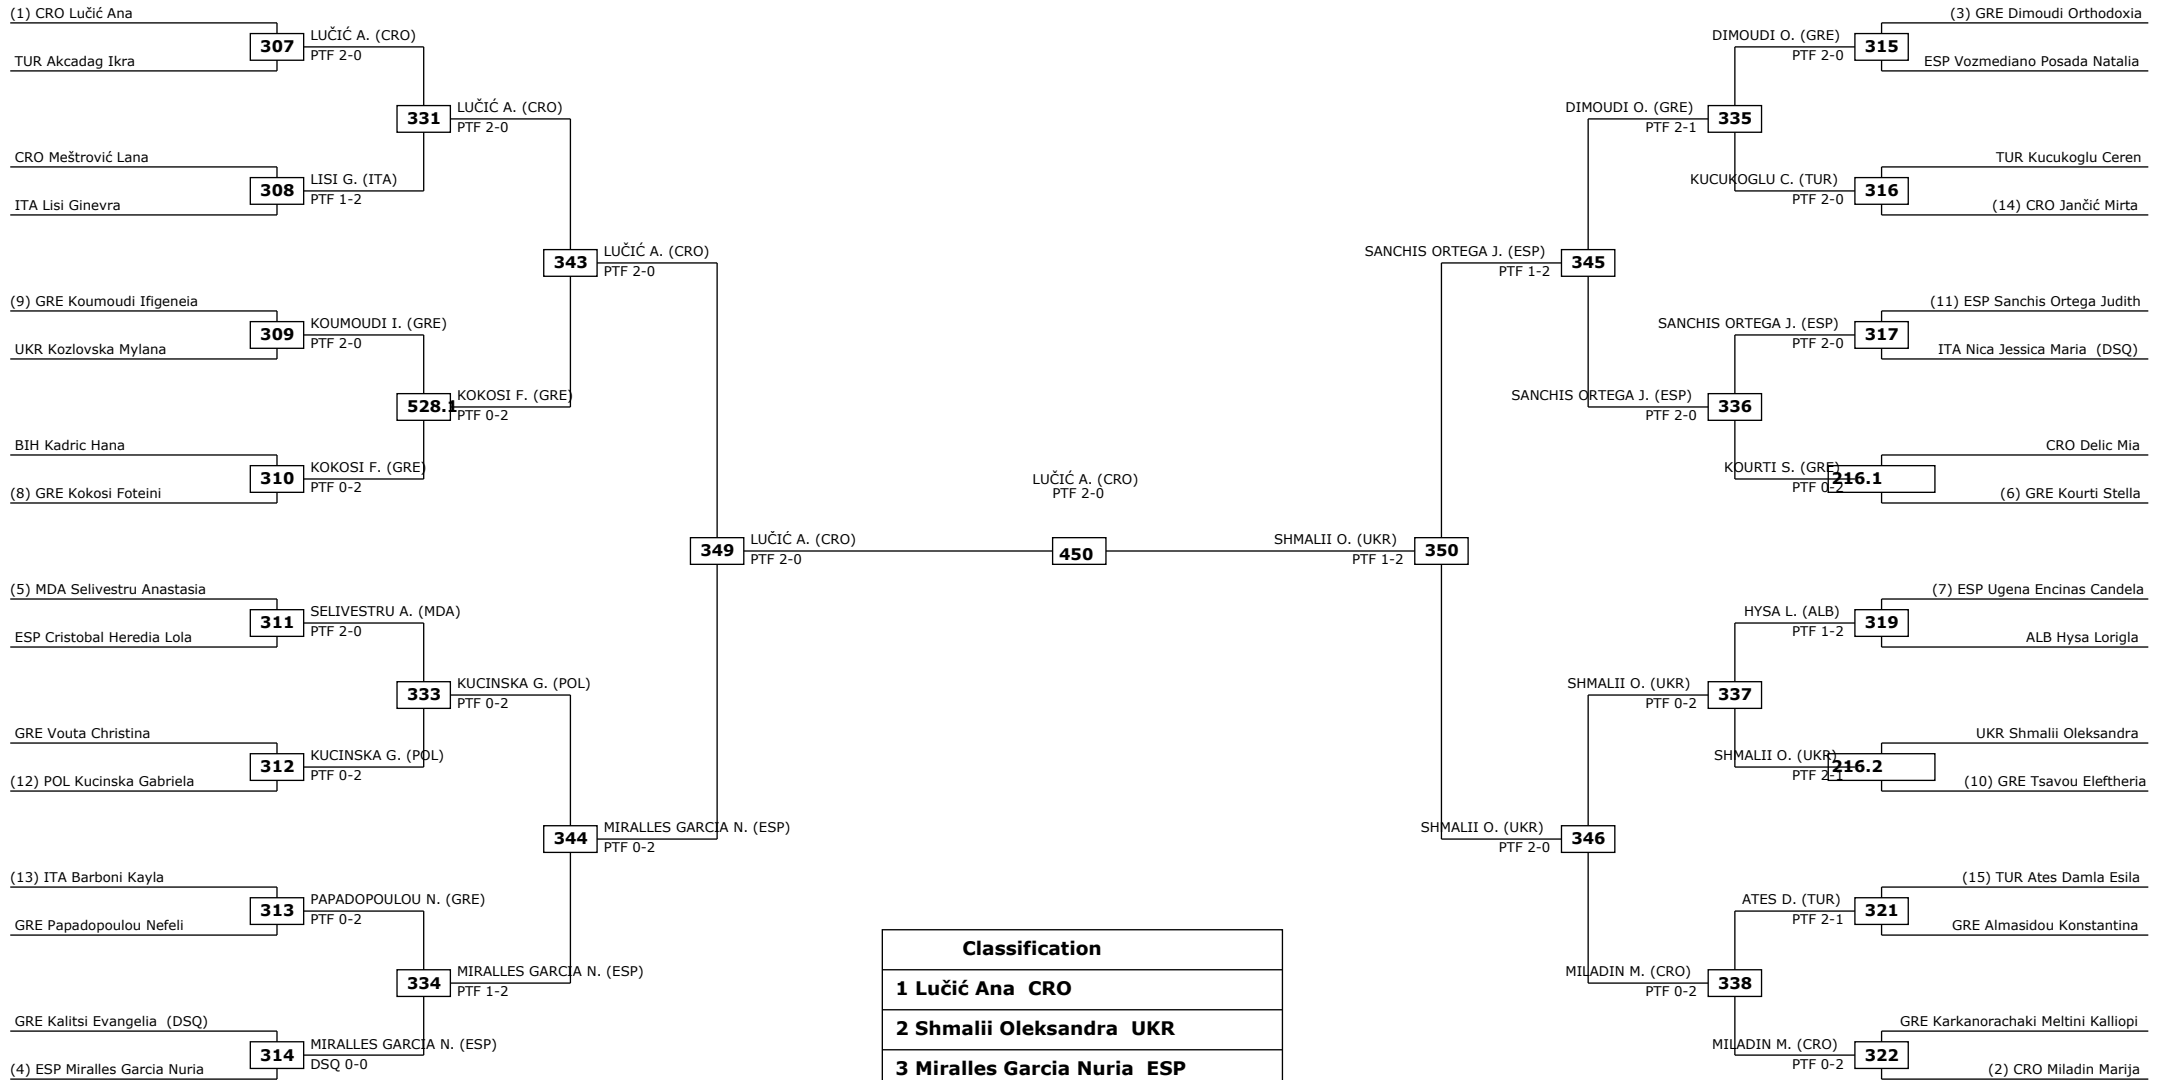 (1) CRO Lučić Ana
307
LUČIĆ A. (CRO)
PTF 2-0
TUR Akcadag Ikra
331
LUČIĆ A. (CRO)
PTF 2-0
CRO Meštrović Lana
308
LISI G. (ITA)
PTF 1-2
ITA Lisi Ginevra
343
LUČIĆ A. (CRO)
PTF 2-0
(9) GRE Koumoudi Ifigeneia
309
KOUMOUDI I. (GRE)
PTF 2-0
UKR Kozlovska Mylana
528.1
KOKOSI F. (GRE)
PTF 0-2
BIH Kadric Hana
310
KOKOSI F. (GRE)
PTF 0-2
(8) GRE Kokosi Foteini
349
LUČIĆ A. (CRO)
PTF 2-0
(5) MDA Selivestru Anastasia
311
SELIVESTRU A. (MDA)
PTF 2-0
ESP Cristobal Heredia Lola
333
KUCINSKA G. (POL)
PTF 0-2
GRE Vouta Christina
312
KUCINSKA G. (POL)
PTF 0-2
(12) POL Kucinska Gabriela
344
MIRALLES GARCIA N. (ESP)
PTF 0-2
(13) ITA Barboni Kayla
313
PAPADOPOULOU N. (GRE)
PTF 0-2
GRE Papadopoulou Nefeli
334
MIRALLES GARCIA N. (ESP)
PTF 1-2
GRE Kalitsi Evangelia (DSQ)
314
MIRALLES GARCIA N. (ESP)
DSQ 0-0
(4) ESP Miralles Garcia Nuria
LUČIĆ A. (CRO)
PTF 2-0
450
(3) GRE Dimoudi Orthodoxia
DIMOUDI O. (GRE)
PTF 2-0
315
ESP Vozmediano Posada Natalia
DIMOUDI O. (GRE)
PTF 2-1
335
TUR Kucukoglu Ceren
KUCUKOGLU C. (TUR)
PTF 2-0
316
(14) CRO Jančić Mirta
SANCHIS ORTEGA J. (ESP)
PTF 1-2
345
(11) ESP Sanchis Ortega Judith
SANCHIS ORTEGA J. (ESP)
PTF 2-0
317
ITA Nica Jessica Maria (DSQ)
SANCHIS ORTEGA J. (ESP)
PTF 2-0
336
CRO Delic Mia
KOURTI S. (GRE)
PTF 0-2
216.1
(6) GRE Kourti Stella
SHMALII O. (UKR)
PTF 1-2
350
(7) ESP Ugena Encinas Candela
HYSA L. (ALB)
PTF 1-2
319
ALB Hysa Lorigla
SHMALII O. (UKR)
PTF 0-2
337
UKR Shmalii Oleksandra
SHMALII O. (UKR)
PTF 2-1
216.2
(10) GRE Tsavou Eleftheria
SHMALII O. (UKR)
PTF 2-0
346
(15) TUR Ates Damla Esila
ATES D. (TUR)
PTF 2-1
321
GRE Almasidou Konstantina
MILADIN M. (CRO)
PTF 0-2
338
GRE Karkanorachaki Meltini Kalliopi
MILADIN M. (CRO)
PTF 0-2
322
(2) CRO Miladin Marija
Classification
1 Lučić Ana CRO
2 Shmalii Oleksandra UKR
3 Miralles Garcia Nuria ESP